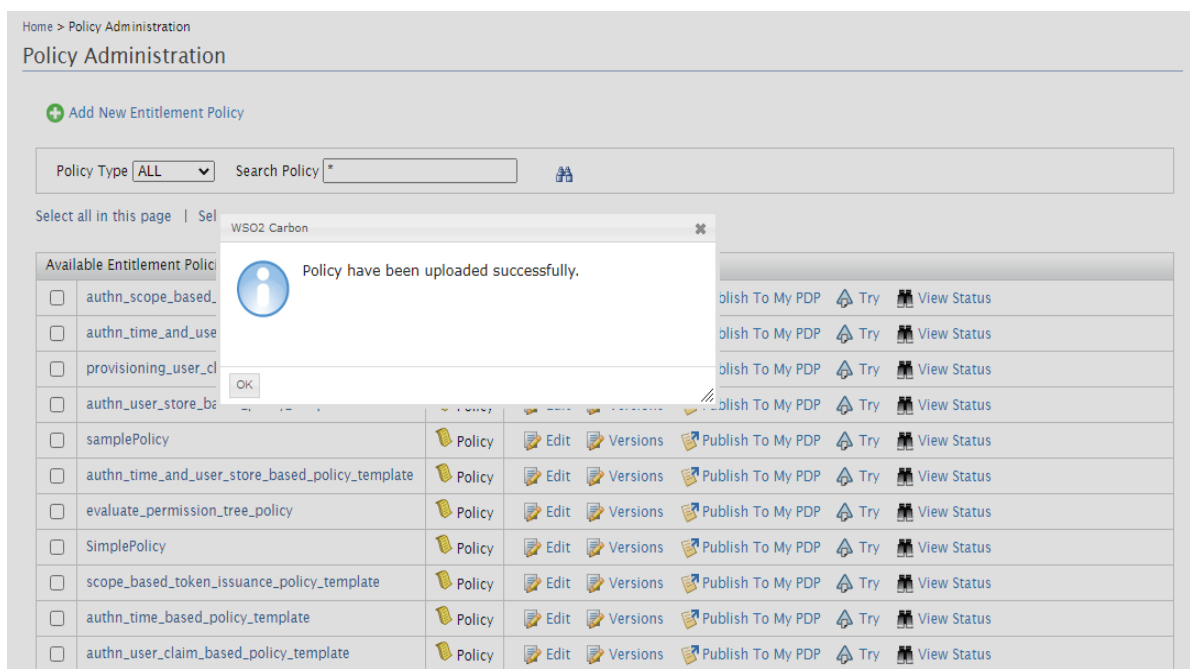 Home > Policy Administration
Policy Administration
Add New Entitlement Policy
Policy Type ALL Search Policy *
Select all in this page | Sel
WSO2 Carbon
Policy have been uploaded successfully.
OK
Available Entitlement Polici
authn_scope_based_ blish To My PDP Try View Status
authn_time_and_use blish To My PDP Try View Status
provisioning_user_cl blish To My PDP Try View Status
authn_user_store_ba Publish To My PDP Try View Status
samplePolicy Policy Edit Versions Publish To My PDP Try View Status
authn_time_and_user_store_based_policy_template Policy Edit Versions Publish To My PDP Try View Status
evaluate_permission_tree_policy Policy Edit Versions Publish To My PDP Try View Status
SimplePolicy Policy Edit Versions Publish To My PDP Try View Status
scope_based_token_issuance_policy_template Policy Edit Versions Publish To My PDP Try View Status
authn_time_based_policy_template Policy Edit Versions Publish To My PDP Try View Status
authn_user_claim_based_policy_template Policy Edit Versions Publish To My PDP Try View Status